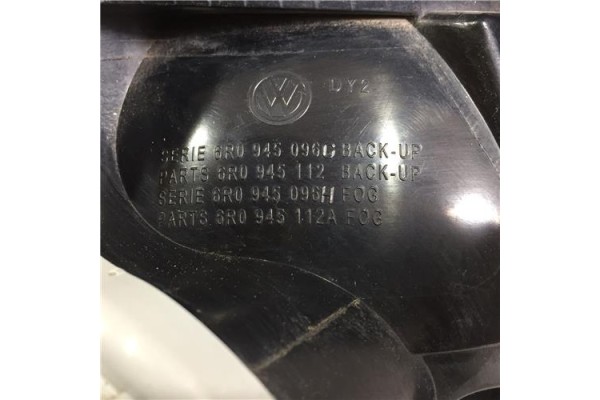 DY2
SERIE 6R0 945 096G BACK-UP
PARTS 6R0 945 112 BACK-UP
SERIE 6R0 945 096H FOG
PARTS 6R0 945 112A FOG